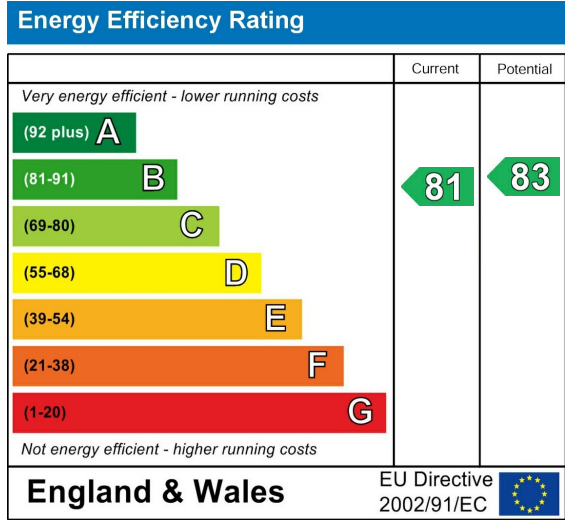 Energy Efficiency Rating
Current Potential
Very energy efficient - lower running costs
(92 plus) A
(81-91) B
81 83
(69-80) C
(55-68) D
(39-54) E
(21-38) F
(1-20) G
Not energy efficient - higher running costs
England & Wales
EU Directive
2002/91/EC